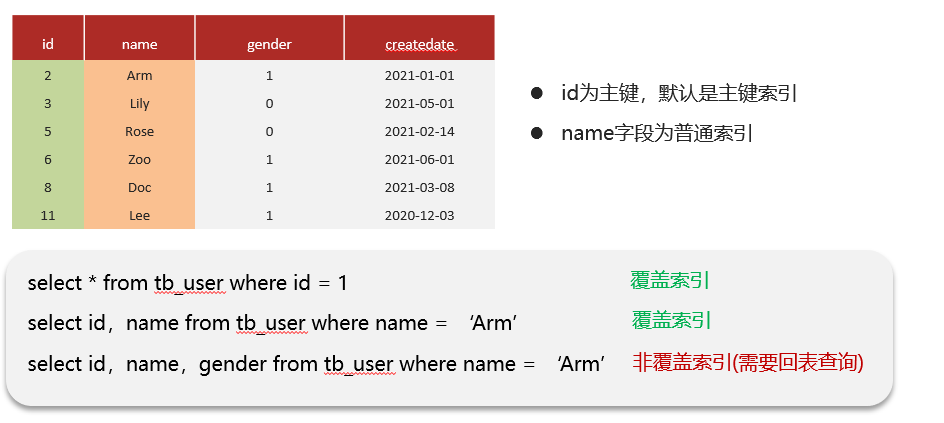 id name gender createdate
2 Arm 1 2021-01-01
3 Lily 0 2021-05-01
5 Rose 0 2021-02-14
6 Zoo 1 2021-06-01
8 Doc 1 2021-03-08
11 Lee 1 2020-12-03
● id为主键，默认是主键索引
● name字段为普通索引
select * from tb_user where id = 1 覆盖索引
select id，name from tb_user where name = ‘Arm’ 覆盖索引
select id，name，gender from tb_user where name = ‘Arm’ 非覆盖索引(需要回表查询)